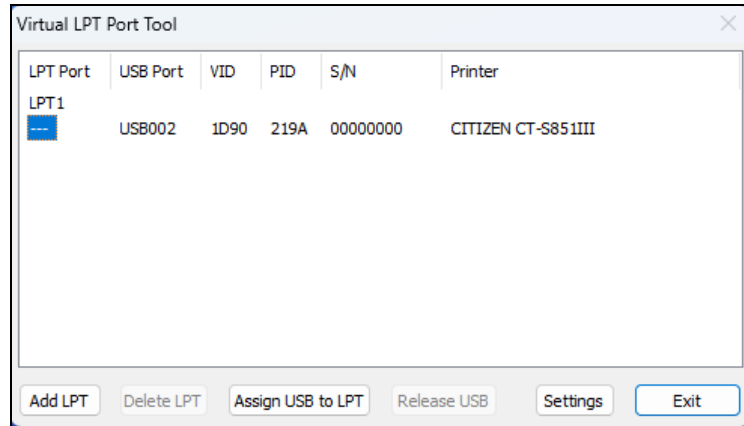 Virtual LPT Port Tool
LPT Port USB Port VID PID S/N Printer
LPT1
--- USB002 1D90 219A 00000000 CITIZEN CT-S851III
Add LPT Delete LPT Assign USB to LPT Release USB Settings Exit